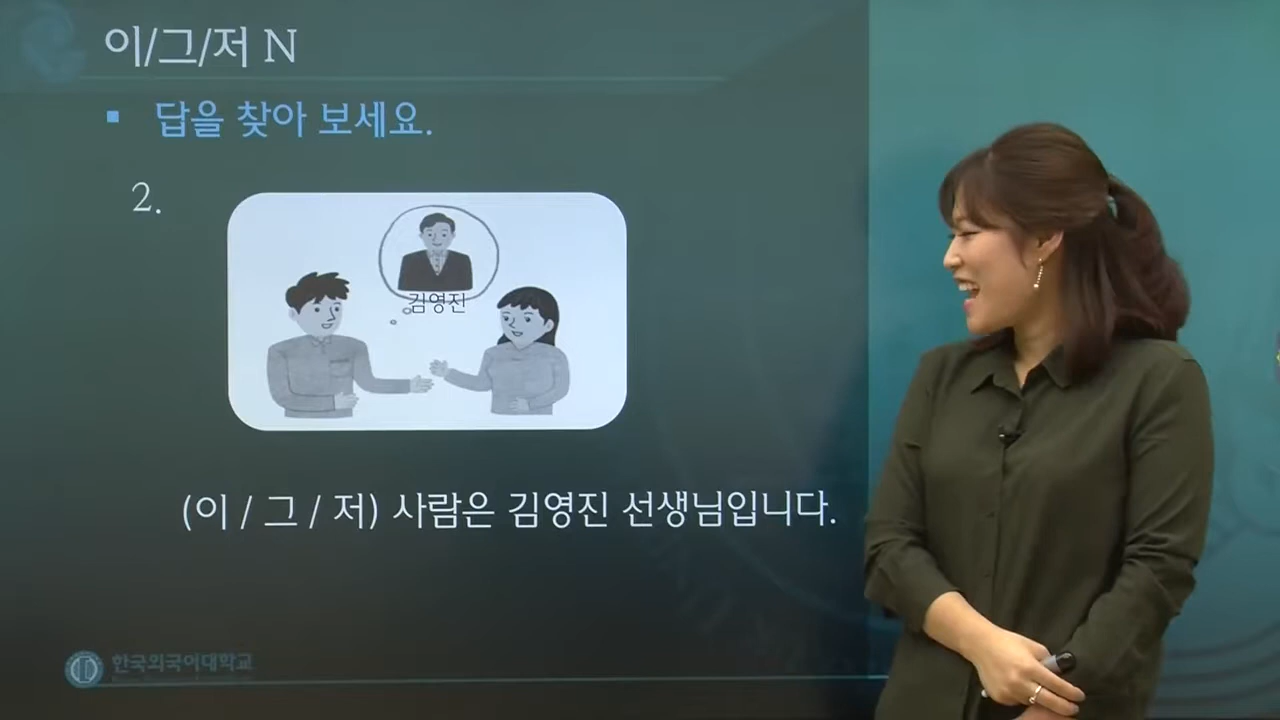 이/그/저 N
▪ 답을 찾아 보세요.
2.
김영진
(이 / 그 / 저) 사람은 김영진 선생님입니다.
한국외국어대학교